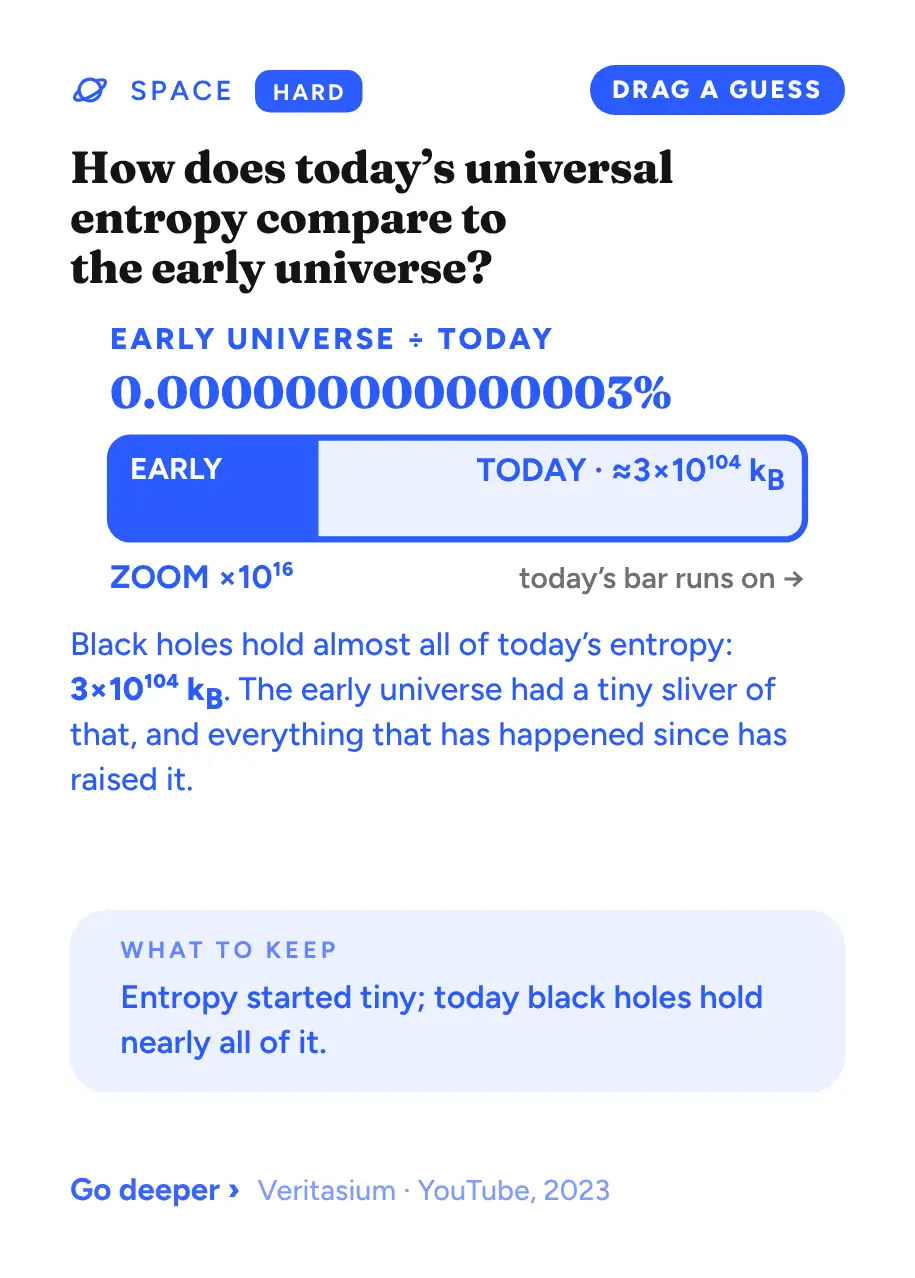 SPACE HARD DRAG A GUESS
How does today’s universal
entropy compare to
the early universe?
EARLY UNIVERSE ÷ TODAY
0.000000000000003%
EARLY TODAY · ≈3×10¹⁰⁴ k_B
ZOOM ×10¹⁶ today’s bar runs on →
Black holes hold almost all of today’s entropy:
3×10¹⁰⁴ k_B. The early universe had a tiny sliver of
that, and everything that has happened since has
raised it.
WHAT TO KEEP
Entropy started tiny; today black holes hold
nearly all of it.
Go deeper › Veritasium · YouTube, 2023